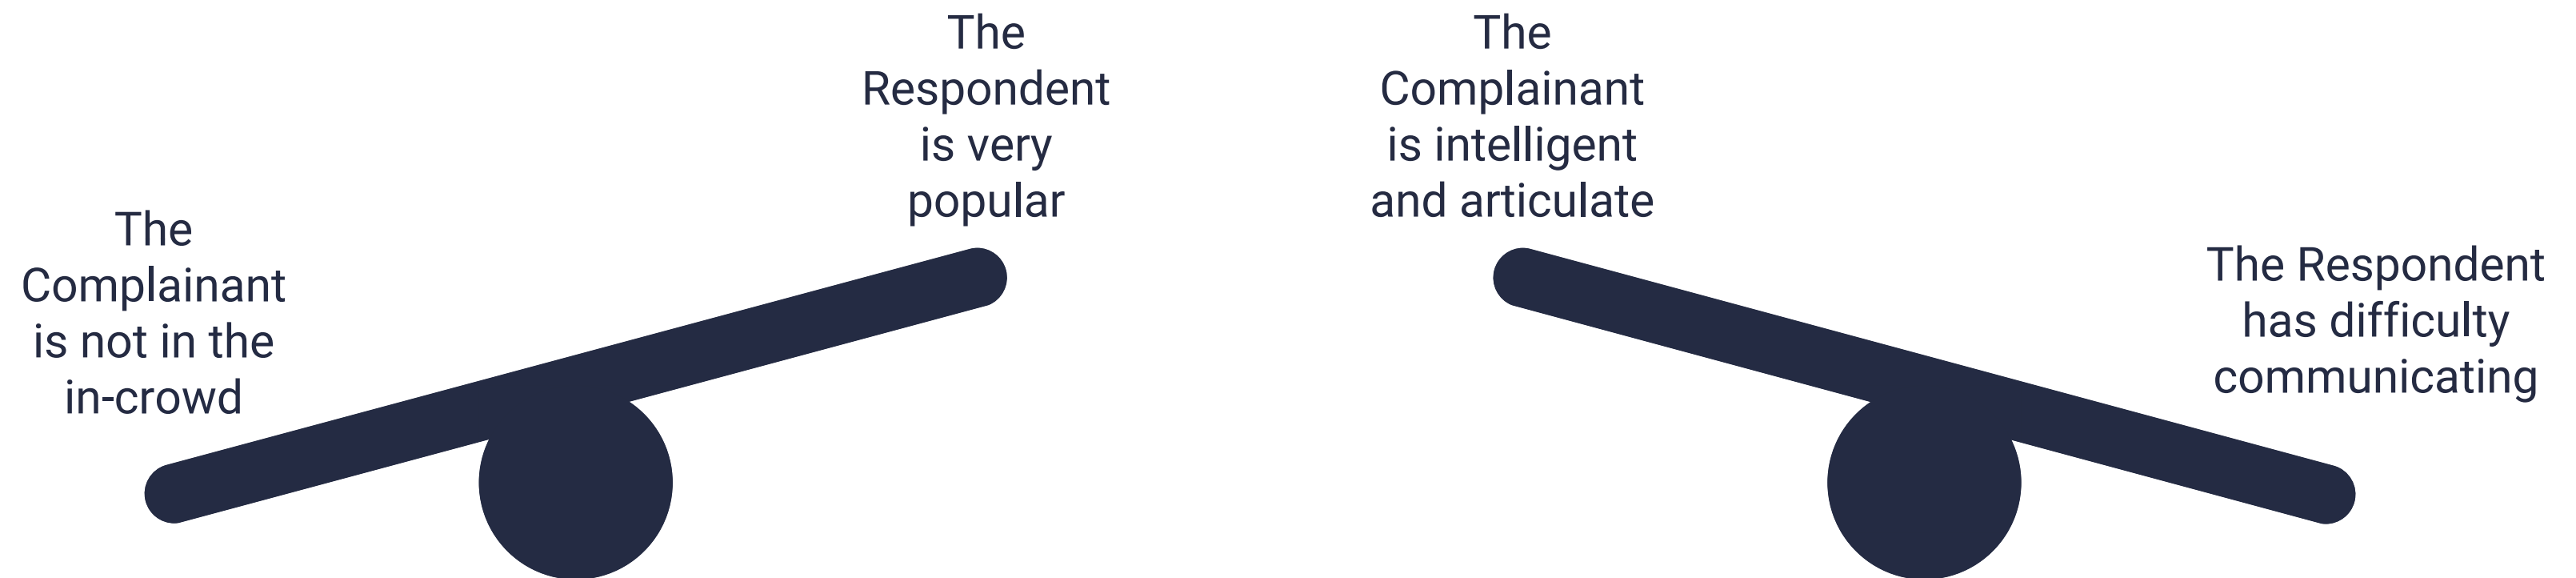 The
Complainant
is not in the
in-crowd
The
Respondent
is very
popular
The
Complainant
is intelligent
and articulate
The Respondent
has difficulty
communicating